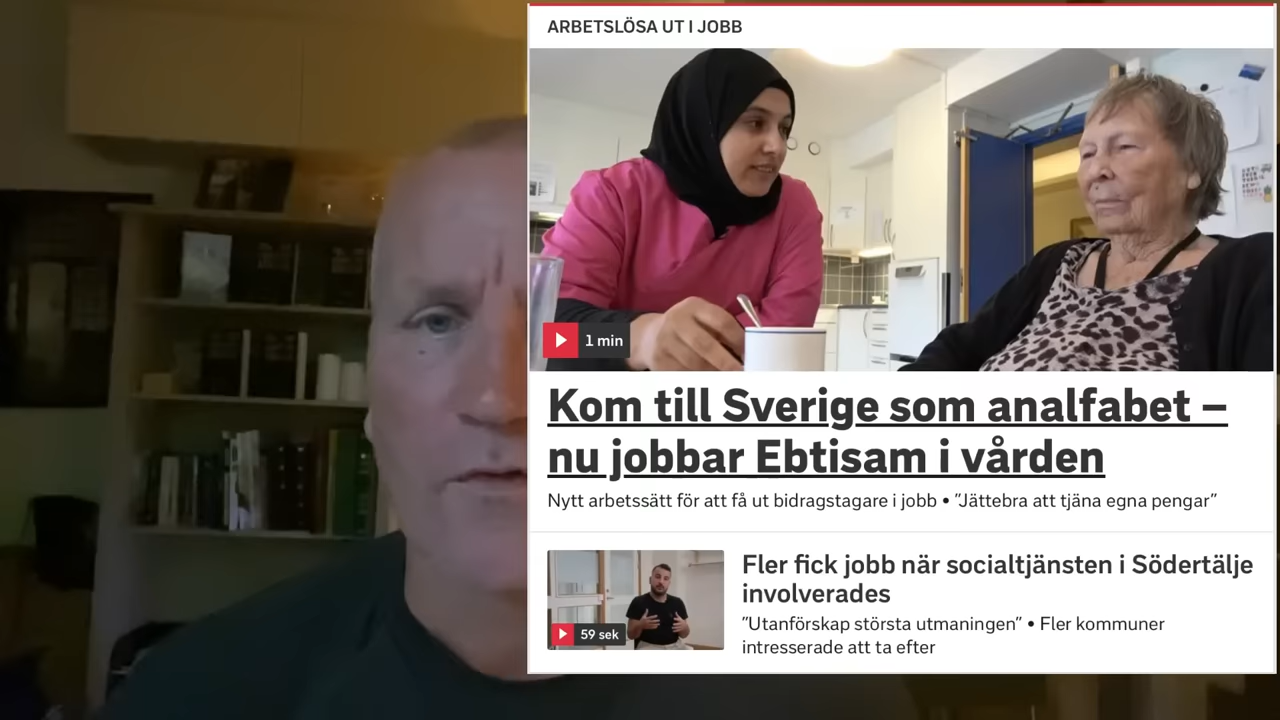 ARBETSLÖSA UT I JOBB
1 min
Kom till Sverige som analfabet –
nu jobbar Ebtisam i vården
Nytt arbetssätt för att få ut bidragstagare i jobb • ”Jättebra att tjäna egna pengar”
Fler fick jobb när socialtjänsten i Södertälje
involverades
59 sek
”Utanförskap största utmaningen” • Fler kommuner
intresserade att ta efter